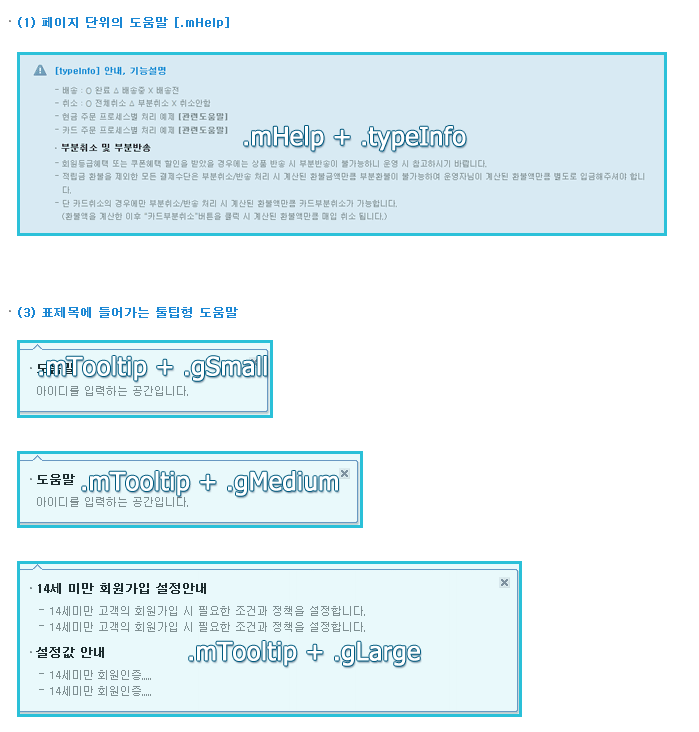 · (1) 페이지 단위의 도움말 [.mHelp]
[typeInfo] 안내, 기능설명
- 배송 : O 완료 △ 배송중 X 배송전
- 취소 : O 전체취소 △ 부분취소 X 취소안함
- 현금 주문 프로세스별 처리 예제 [관련도움말]
- 카드 주문 프로세스별 처리 예제 [관련도움말]
.mHelp + .typeInfo
· 부분취소 및 부분반송
- 회원등급혜택 또는 쿠폰혜택 할인을 받았을 경우에는 상품 반송 시 부분반송이 불가능하니 운영 시 참고하시기 바랍니다.
- 적립금 환불을 제외한 모든 결제수단은 부분취소/반송 처리 시 계산된 환불금액만큼 부분환불이 불가능하여 운영자님이 계산된 환불액만큼 별도로 입금해주셔야 합니
다.
- 단 카드취소의 경우에만 부분취소/반송 처리 시 계산된 환불액만큼 카드부분취소가 가능합니다.
(환불액을 계산한 이후 "카드부분취소"버튼을 클릭 시 계산된 환불액만큼 매입 취소 됩니다.)
· (3) 표제목에 들어가는 툴팁형 도움말
· 도움말
.mTooltip + .gSmall
아이디를 입력하는 공간입니다.
· 도움말
.mTooltip + .gMedium
아이디를 입력하는 공간입니다.
· 14세 미만 회원가입 설정안내
- 14세미만 고객의 회원가입 시 필요한 조건과 정책을 설정합니다.
- 14세미만 고객의 회원가입 시 필요한 조건과 정책을 설정합니다.
· 설정값 안내
.mTooltip + .gLarge
- 14세미만 회원인증.....
- 14세미만 회원인증.....